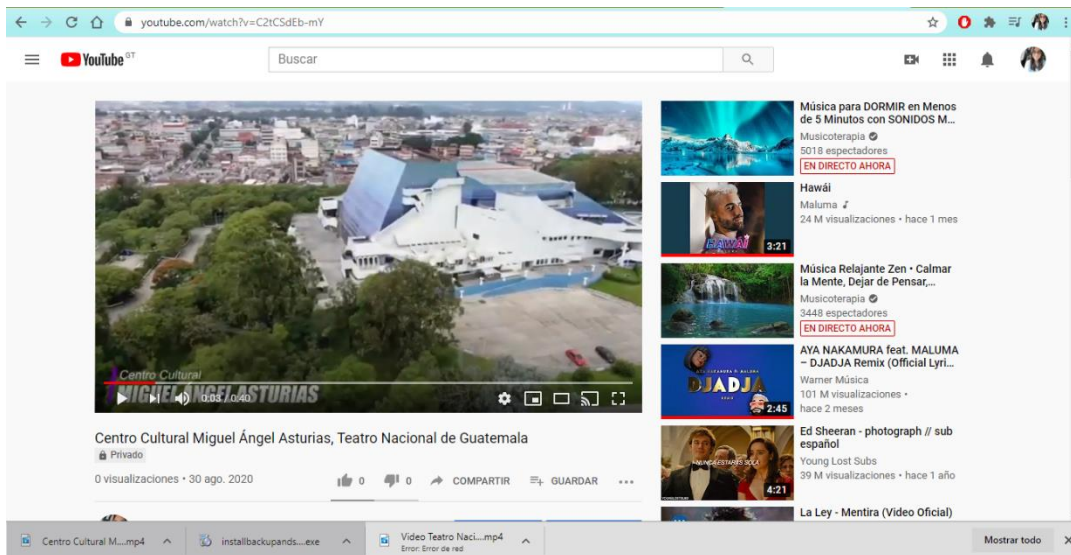 youtube.com/watch?v=C2tCSdEb-mY
YouTube GT
Buscar
Centro Cultural
MIGUEL ÁNGEL ASTURIAS
0:03 / 0:40
Centro Cultural Miguel Ángel Asturias, Teatro Nacional de Guatemala
Privado
0 visualizaciones • 30 ago. 2020
0
0
COMPARTIR
GUARDAR
Música para DORMIR en Menos
de 5 Minutos con SONIDOS M...
Musicoterapia
5018 espectadores
EN DIRECTO AHORA
HAWÁI
3:21
Hawái
Maluma
24 M visualizaciones • hace 1 mes
Música Relajante Zen • Calmar
la Mente, Dejar de Pensar,...
Musicoterapia
3448 espectadores
EN DIRECTO AHORA
DJADJA
2:45
AYA NAKAMURA feat. MALUMA
– DJADJA Remix (Official Lyri...
Warner Música
101 M visualizaciones •
hace 2 meses
NUNCA ESTARÁS SOLA
4:21
Ed Sheeran - photograph // sub
español
Young Lost Subs
39 M visualizaciones • hace 1 año
La Ley - Mentira (Video Oficial)
Centro Cultural M....mp4
installbackupands....exe
Video Teatro Naci....mp4
Error: Error de red
Mostrar todo